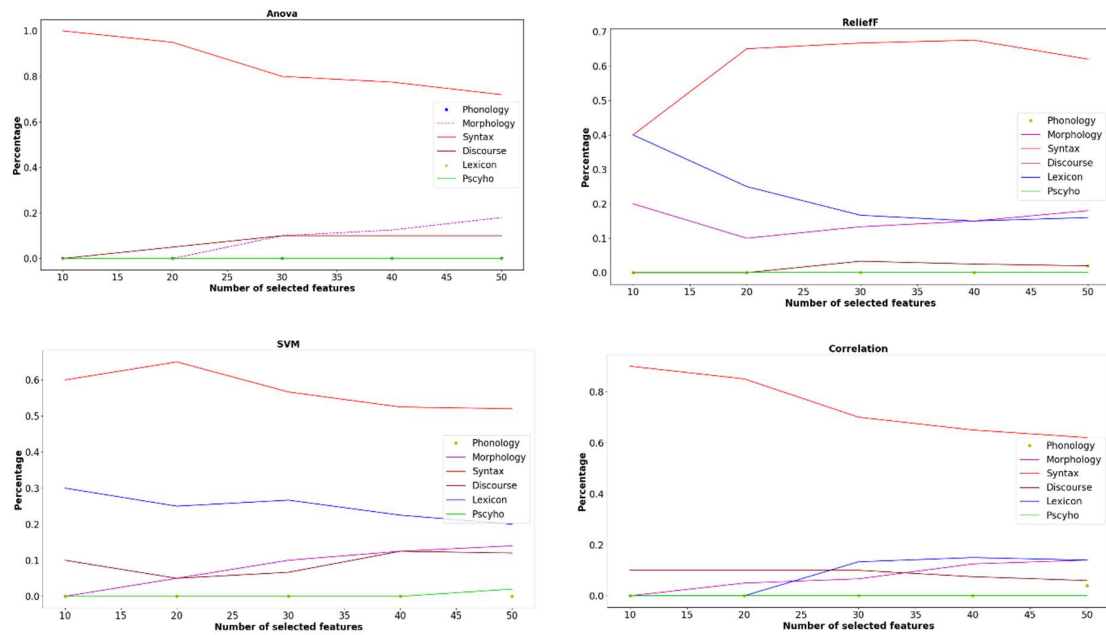 Anova
1.0
0.8
0.6
0.4
0.2
0.0
Percentage
Phonology
Morphology
Syntax
Discourse
Lexicon
Pscyho
10 15 20 25 30 35 40 45 50
Number of selected features
ReliefF
0.7
0.6
0.5
0.4
0.3
0.2
0.1
0.0
Percentage
Phonology
Morphology
Syntax
Discourse
Lexicon
Pscyho
10 15 20 25 30 35 40 45 50
Number of selected features
SVM
0.6
0.5
0.4
0.3
0.2
0.1
0.0
Percentage
Phonology
Morphology
Syntax
Discourse
Lexicon
Pscyho
10 15 20 25 30 35 40 45 50
Number of selected features
Correlation
0.8
0.6
0.4
0.2
0.0
Percentage
Phonology
Morphology
Syntax
Discourse
Lexicon
Pscyho
10 15 20 25 30 35 40 45 50
Number of selected features